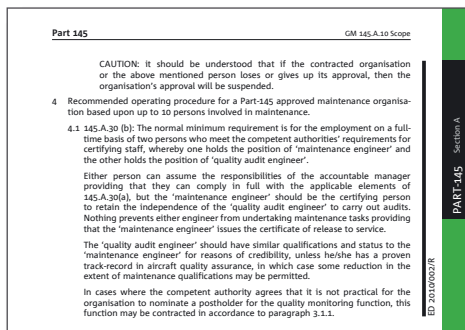 Part 145
GM 145.A.10 Scope
CAUTION: it should be understood that if the contracted organisation
or the above mentioned person loses or gives up its approval, then the
organisation's approval will be suspended.
4 Recommended operating procedure for a Part-145 approved maintenance organisa-
tion based upon up to 10 persons involved in maintenance.
4.1 145.A.30 (b): The normal minimum requirement is for the employment on a full-
time basis of two persons who meet the competent authorities' requirements for
certifying staff, whereby one holds the position of 'maintenance engineer' and
the other holds the position of 'quality audit engineer'.
Either person can assume the responsibilities of the accountable manager
providing that they can comply in full with the applicable elements of
145.A.30(a), but the 'maintenance engineer' should be the certifying person
to retain the independence of the 'quality audit engineer' to carry out audits.
Nothing prevents either engineer from undertaking maintenance tasks providing
that the 'maintenance engineer' issues the certificate of release to service.
The 'quality audit engineer' should have similar qualifications and status to the
'maintenance engineer' for reasons of credibility, unless he/she has a proven
track-record in aircraft quality assurance, in which case some reduction in the
extent of maintenance qualifications may be permitted.
In cases where the competent authority agrees that it is not practical for the
organisation to nominate a postholder for the quality monitoring function, this
function may be contracted in accordance to paragraph 3.1.1.
ED 2010/002/R
PART-145 Section A